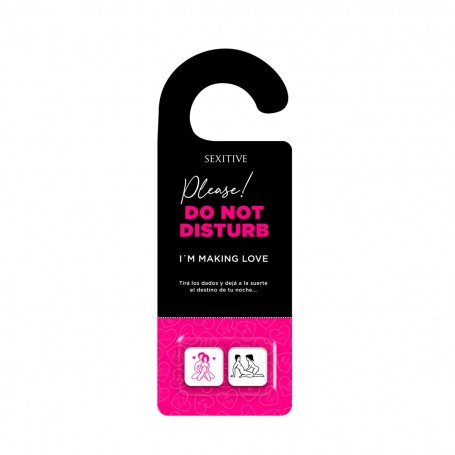 SEXITIVE
Please!
DO NOT
DISTURB
I´M MAKING LOVE
Tirá los dados y dejá a la suerte
el destino de tu noche...